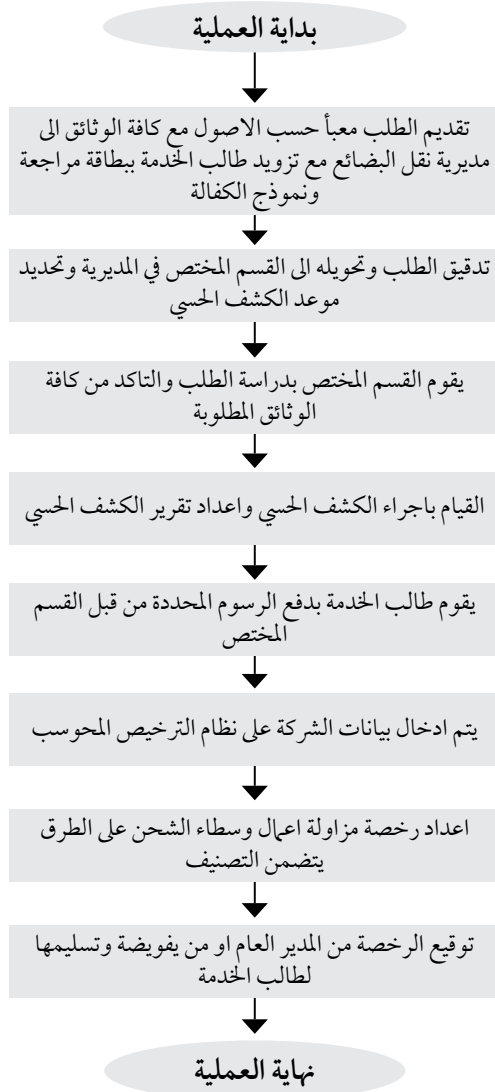 بداية العملية
تقديم الطلب معبأ حسب الاصول مع كافة الوثائق الى
مديرية نقل البضائع مع تزويد طالب الخدمة ببطاقة مراجعة
ونموذج الكفالة
تدقيق الطلب وتحويله الى القسم المختص في المديرية وتحديد
موعد الكشف الحسي
يقوم القسم المختص بدراسة الطلب والتاكد من كافة
الوثائق المطلوبة
القيام باجراء الكشف الحسي واعداد تقرير الكشف الحسي
يقوم طالب الخدمة بدفع الرسوم المحددة من قبل القسم
المختص
يتم ادخال بيانات الشركة على نظام الترخيص المحوسب
اعداد رخصة مزاولة اعمال وسطاء الشحن على الطرق
يتضمن التصنيف
توقيع الرخصة من المدير العام او من يفويضة وتسليمها
لطالب الخدمة
نهاية العملية